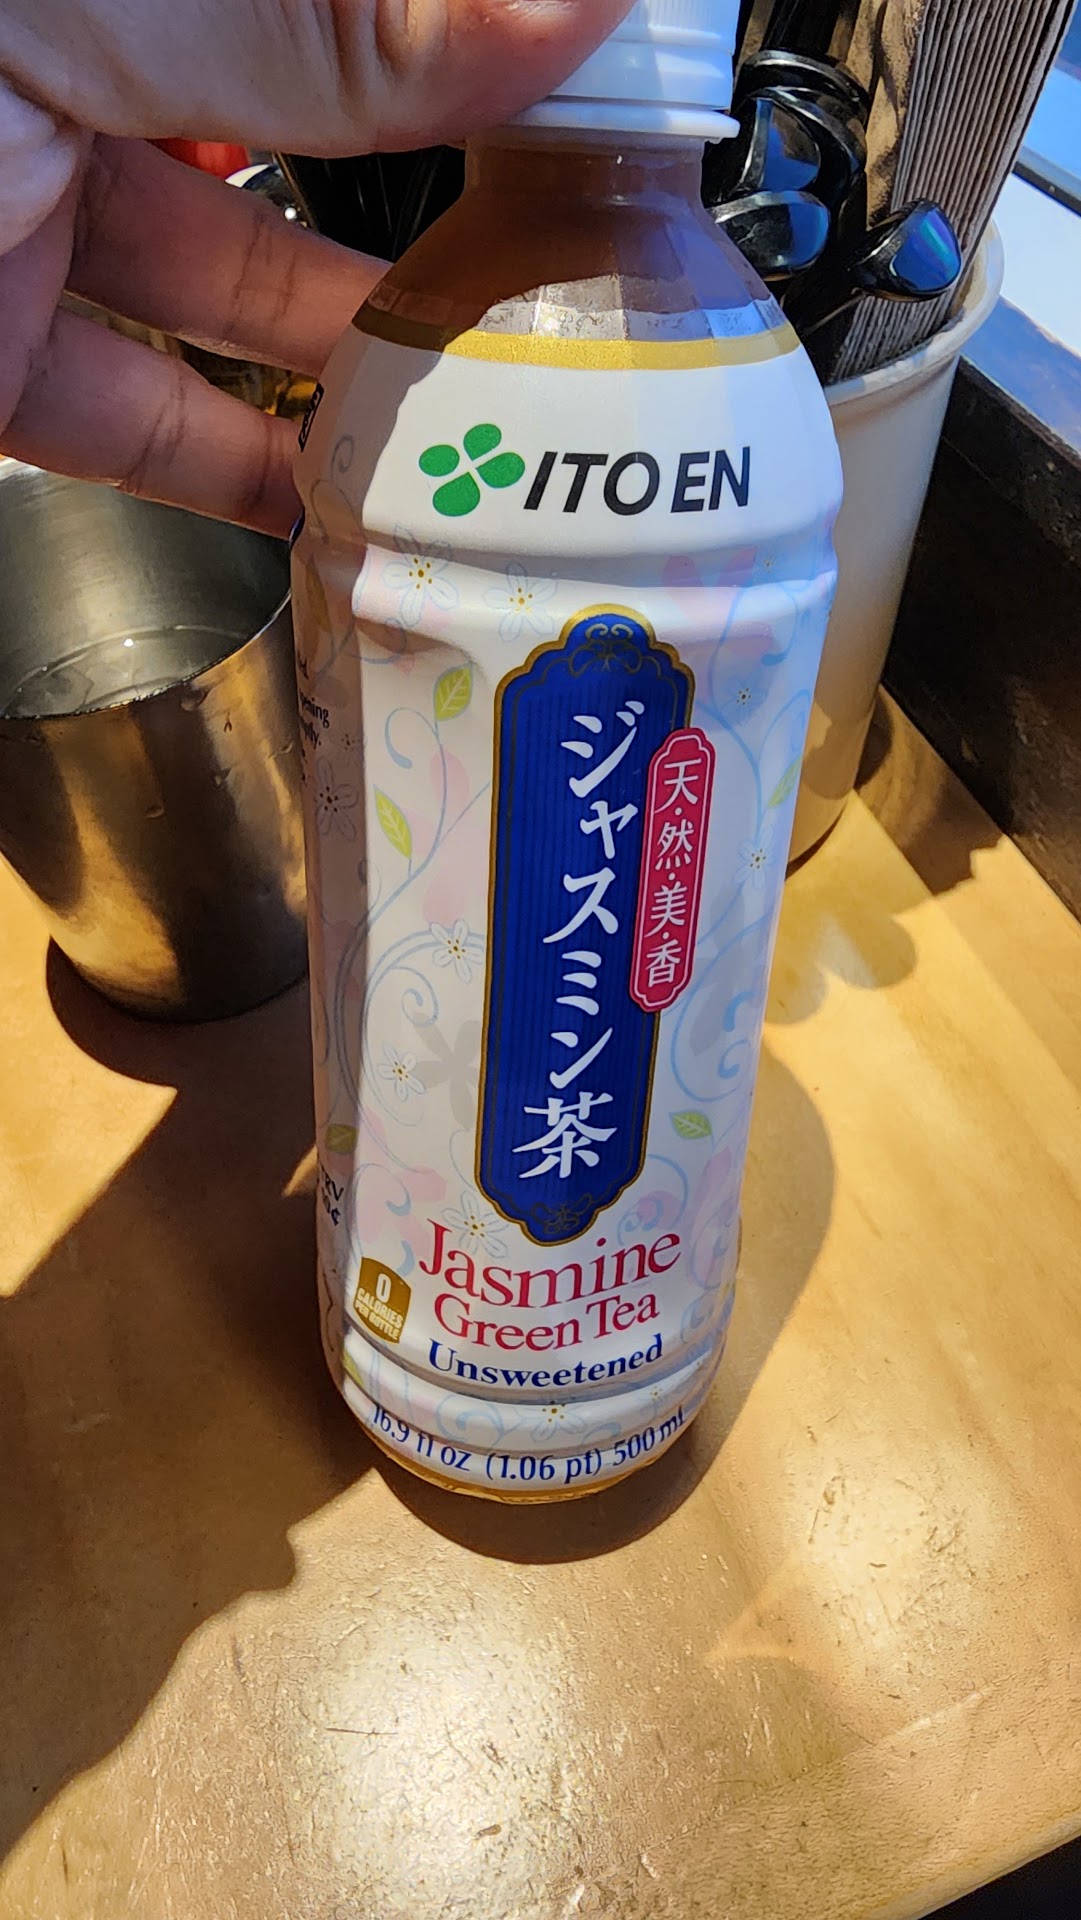 ITO EN
ジャスミン茶
天・然・美・香
Jasmine
Green Tea
Unsweetened
0
CALORIES
PER BOTTLE
16.9 fl oz (1.06 pt) 500 ml